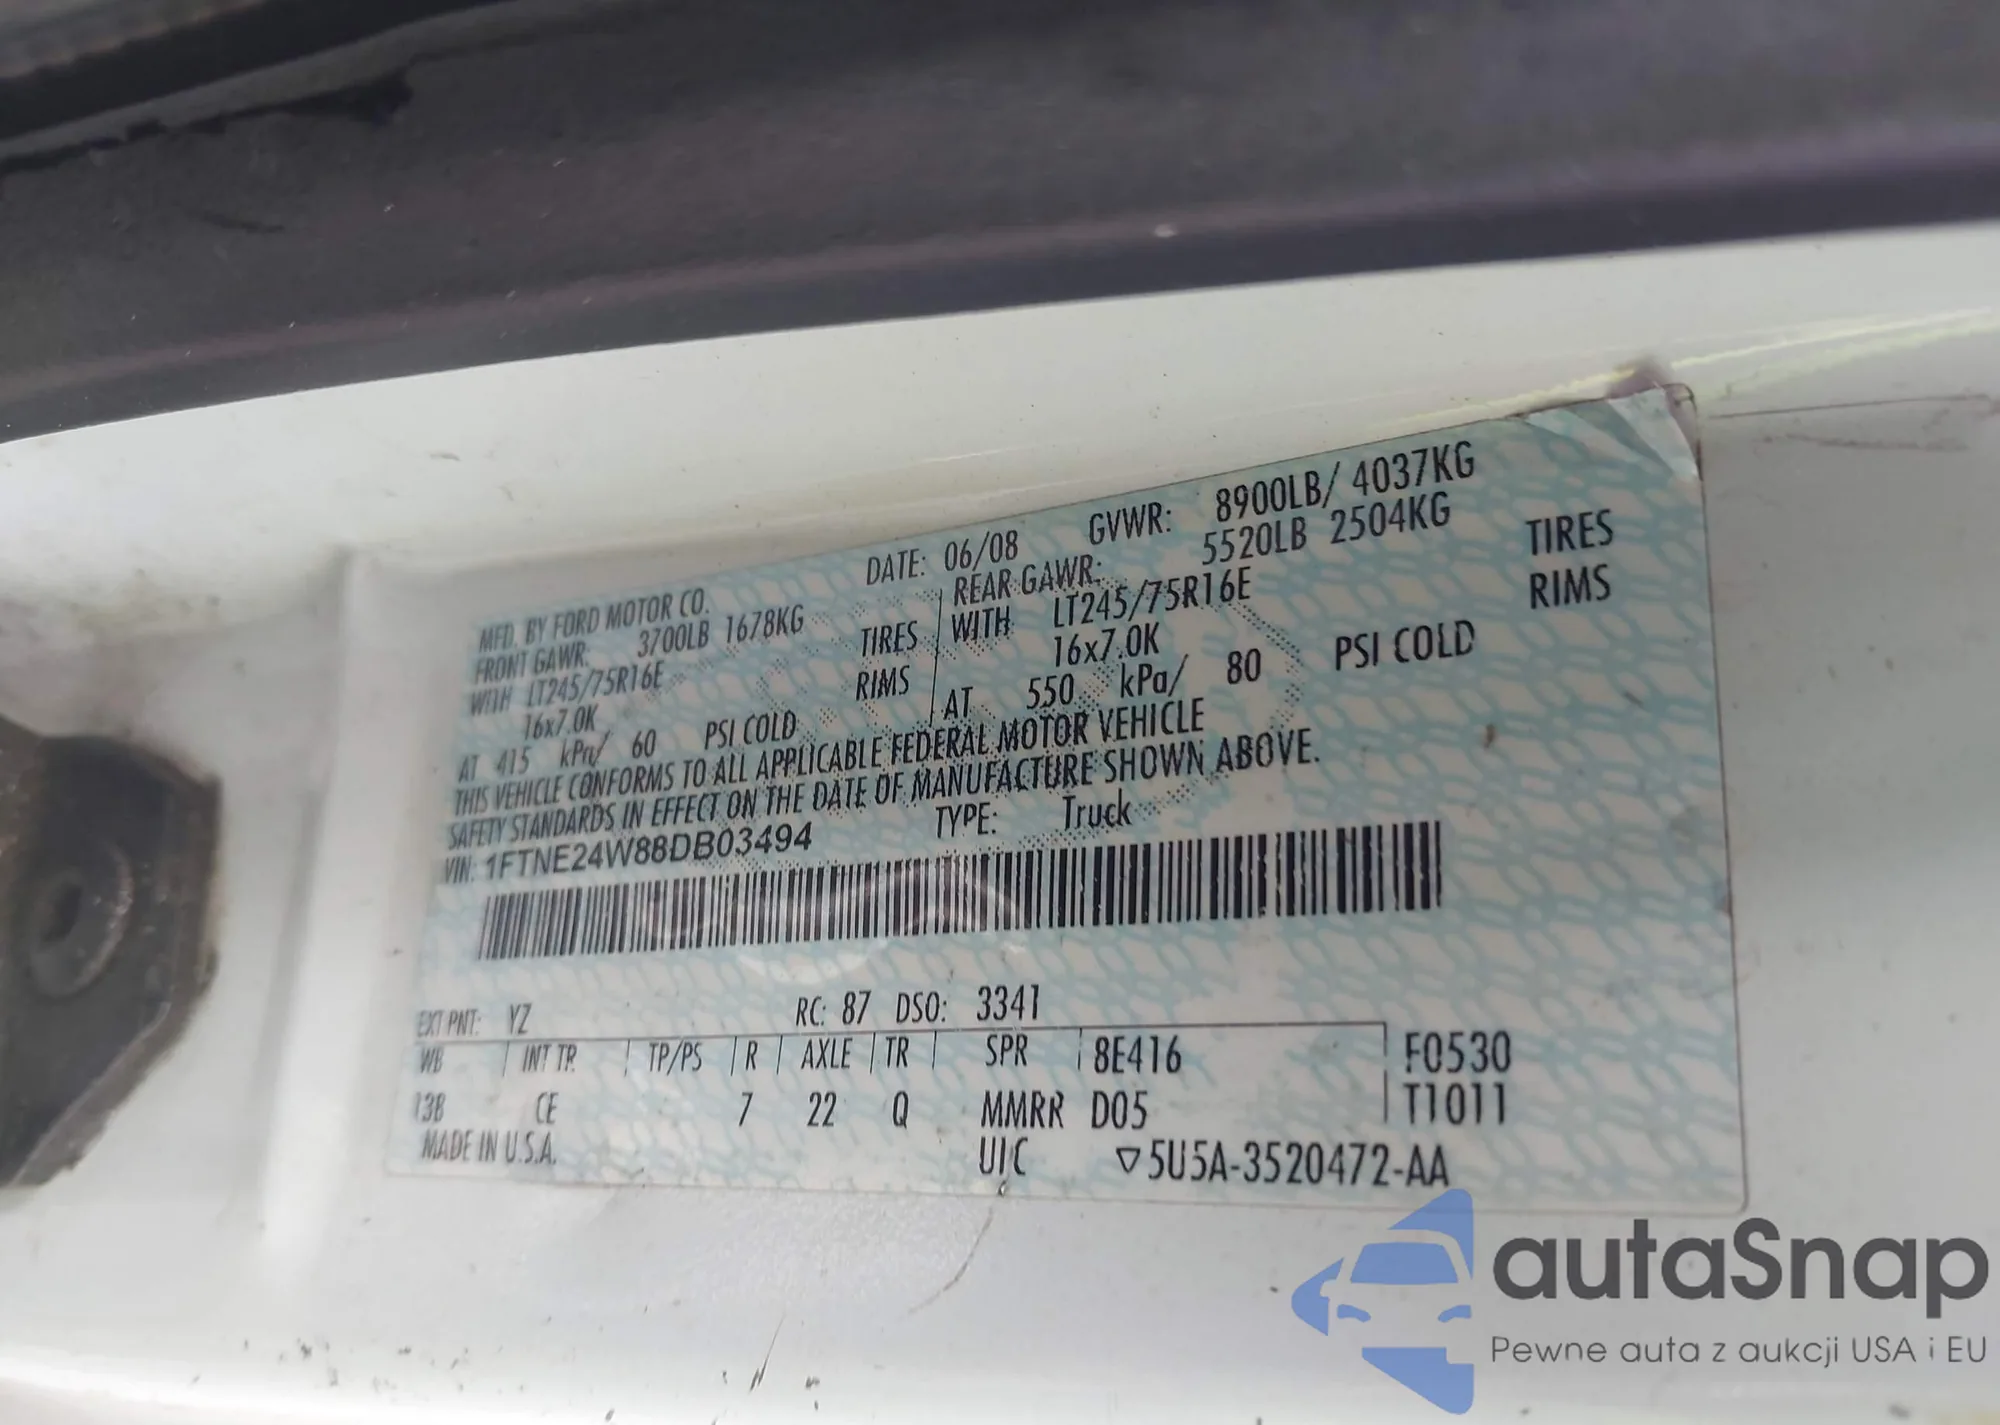 MFD. BY FORD MOTOR CO. DATE: 06/08 GVWR: 8900LB/ 4037KG
FRONT GAWR: 3700LB 1678KG REAR GAWR: 5520LB 2504KG
WITH LT245/75R16E TIRES WITH LT245/75R16E TIRES
16x7.0K RIMS 16x7.0K RIMS
AT 415 kPa/ 60 PSI COLD AT 550 kPa/ 80 PSI COLD
THIS VEHICLE CONFORMS TO ALL APPLICABLE FEDERAL MOTOR VEHICLE
SAFETY STANDARDS IN EFFECT ON THE DATE OF MANUFACTURE SHOWN ABOVE.
VIN: 1FTNE24W88DB03494 TYPE: Truck
EXT PNT: YZ RC: 87 DSO: 3341
WB INT TR TP/PS R AXLE TR SPR 8E416 F0530
138 CE 7 22 Q MMRR D05 T1011
MADE IN U.S.A. UIC ▽5U5A-3520472-AA
autaSnap
Pewne auta z aukcji USA i EU